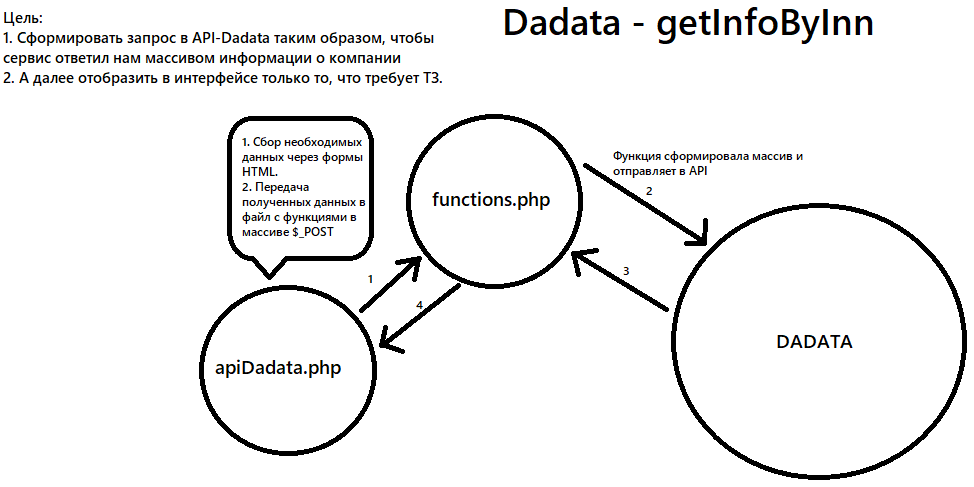 Цель:
Dadata - getInfoByInn
1. Сформировать запрос в API-Dadata таким образом, чтобы
сервис ответил нам массивом информации о компании
2. А далее отобразить в интерфейсе только то, что требует ТЗ.
1. Сбор необходимых
данных через формы
HTML.
2. Передача
полученных данных в
файл с функциями в
массиве $_POST
functions.php
Функция сформировала массив и
отправляет в API
2
3
1
4
apiDadata.php
DADATA